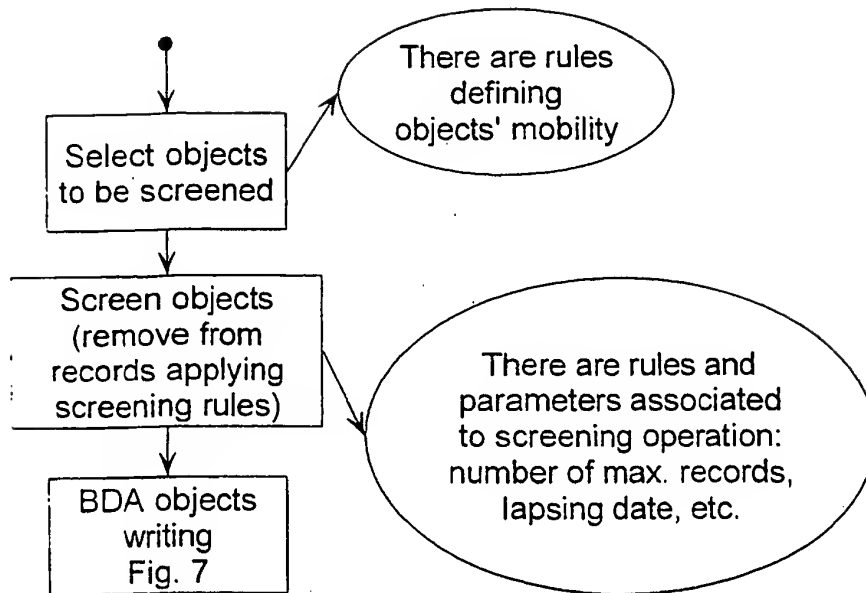 There are rules
defining
objects' mobility
Select objects
to be screened
Screen objects
(remove from
records applying
screening rules)
There are rules and
parameters associated
to screening operation:
number of max. records,
lapsing date, etc.
BDA objects
writing
Fig. 7